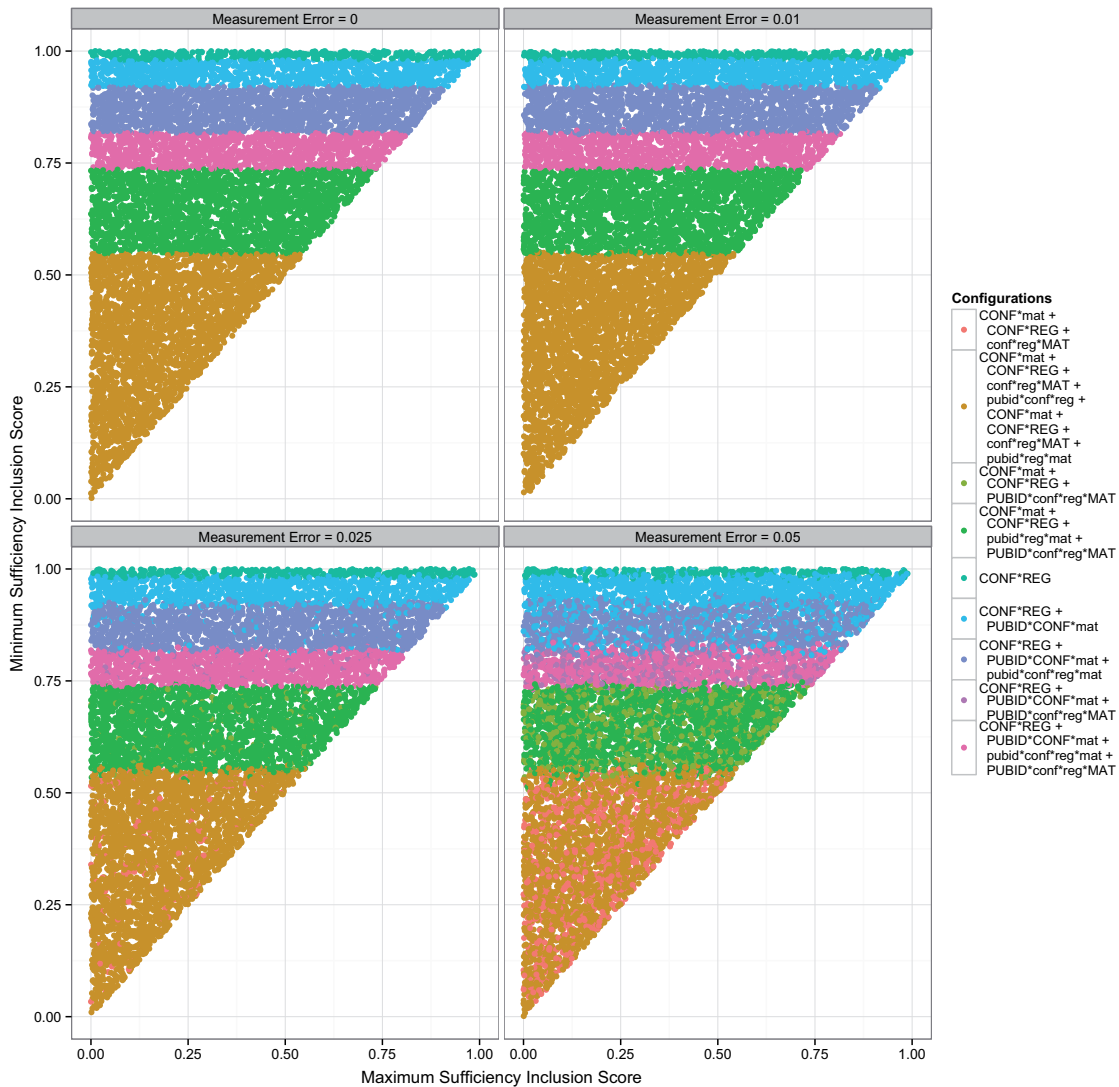 Measurement Error = 0
Measurement Error = 0.01
1.00
0.75
0.50
0.25
0.00
Measurement Error = 0.025
Measurement Error = 0.05
1.00
0.75
0.50
0.25
0.00
0.00 0.25 0.50 0.75 1.00
0.00 0.25 0.50 0.75 1.00
Maximum Sufficiency Inclusion Score
Minimum Sufficiency Inclusion Score
Configurations
CONF*mat +
CONF*REG +
conf*reg*MAT
CONF*mat +
CONF*REG +
conf*reg*MAT +
pubid*conf*reg +
CONF*mat +
CONF*REG +
conf*reg*MAT +
pubid*reg*mat
CONF*mat +
CONF*REG +
PUBID*conf*reg*MAT
CONF*mat +
CONF*REG +
pubid*reg*mat +
PUBID*conf*reg*MAT
CONF*REG
CONF*REG +
PUBID*CONF*mat
CONF*REG +
PUBID*CONF*mat +
pubid*conf*reg*mat
CONF*REG +
PUBID*CONF*mat +
PUBID*conf*reg*MAT
CONF*REG +
PUBID*CONF*mat +
pubid*conf*reg*mat +
PUBID*conf*reg*MAT